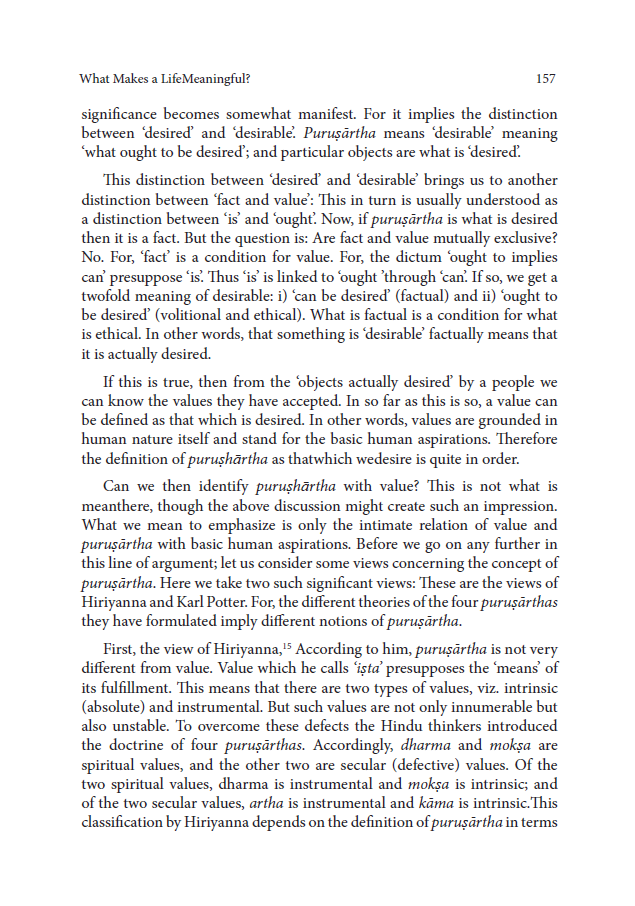 What Makes a LifeMeaningful? 157
significance becomes somewhat manifest. For it implies the distinction
between ‘desired’ and ‘desirable’. Puruṣārtha means ‘desirable’ meaning
‘what ought to be desired’; and particular objects are what is ‘desired’.
This distinction between ‘desired’ and ‘desirable’ brings us to another
distinction between ‘fact and value’: This in turn is usually understood as
a distinction between ‘is’ and ‘ought’. Now, if puruṣārtha is what is desired
then it is a fact. But the question is: Are fact and value mutually exclusive?
No. For, ‘fact’ is a condition for value. For, the dictum ‘ought to implies
can’ presuppose ‘is’. Thus ‘is’ is linked to ‘ought ’through ‘can’. If so, we get a
twofold meaning of desirable: i) ‘can be desired’ (factual) and ii) ‘ought to
be desired’ (volitional and ethical). What is factual is a condition for what
is ethical. In other words, that something is ‘desirable’ factually means that
it is actually desired.
If this is true, then from the ‘objects actually desired’ by a people we
can know the values they have accepted. In so far as this is so, a value can
be defined as that which is desired. In other words, values are grounded in
human nature itself and stand for the basic human aspirations. Therefore
the definition of puruṣhārtha as thatwhich wedesire is quite in order.
Can we then identify puruṣhārtha with value? This is not what is
meanthere, though the above discussion might create such an impression.
What we mean to emphasize is only the intimate relation of value and
puruṣārtha with basic human aspirations. Before we go on any further in
this line of argument; let us consider some views concerning the concept of
puruṣārtha. Here we take two such significant views: These are the views of
Hiriyanna and Karl Potter. For, the different theories of the four puruṣārthas
they have formulated imply different notions of puruṣārtha.
First, the view of Hiriyanna,15 According to him, puruṣārtha is not very
different from value. Value which he calls ‘iṣta’ presupposes the ‘means’ of
its fulfillment. This means that there are two types of values, viz. intrinsic
(absolute) and instrumental. But such values are not only innumerable but
also unstable. To overcome these defects the Hindu thinkers introduced
the doctrine of four puruṣārthas. Accordingly, dharma and mokṣa are
spiritual values, and the other two are secular (defective) values. Of the
two spiritual values, dharma is instrumental and mokṣa is intrinsic; and
of the two secular values, artha is instrumental and kāma is intrinsic.This
classification by Hiriyanna depends on the definition of puruṣārtha in terms